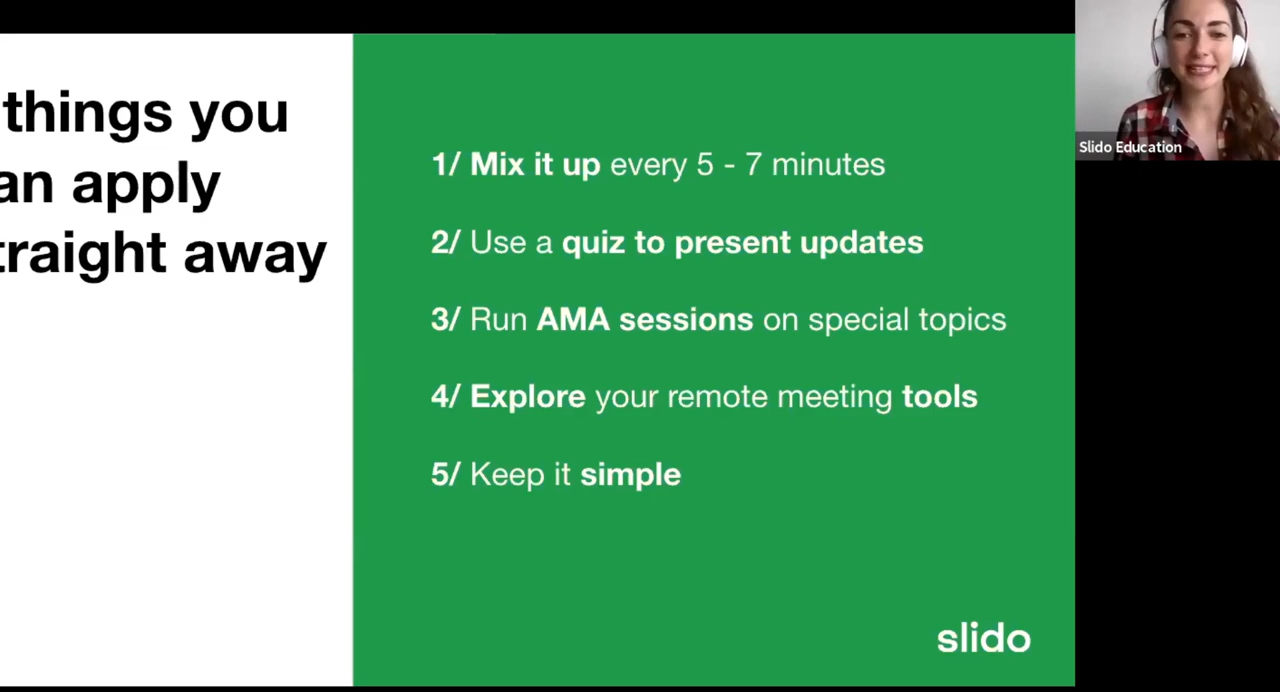 things you
an apply
traight away
1/ Mix it up every 5 - 7 minutes
2/ Use a quiz to present updates
3/ Run AMA sessions on special topics
4/ Explore your remote meeting tools
5/ Keep it simple
slido
Slido Education